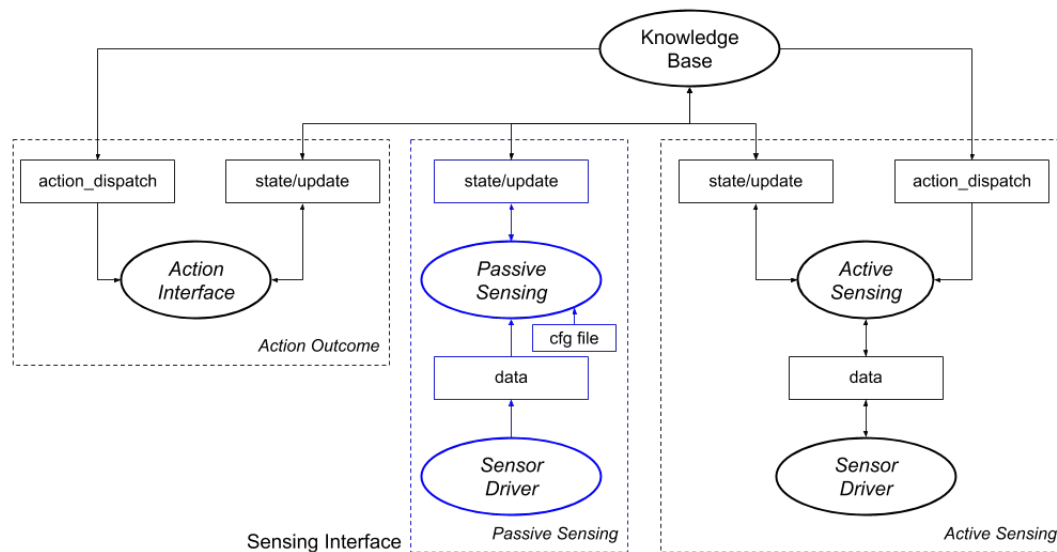 Knowledge
Base
action_dispatch
state/update
state/update
state/update
action_dispatch
Action
Interface
Passive
Sensing
Active
Sensing
cfg file
Action Outcome
data
data
Sensor
Driver
Sensor
Driver
Sensing Interface
Passive Sensing
Active Sensing